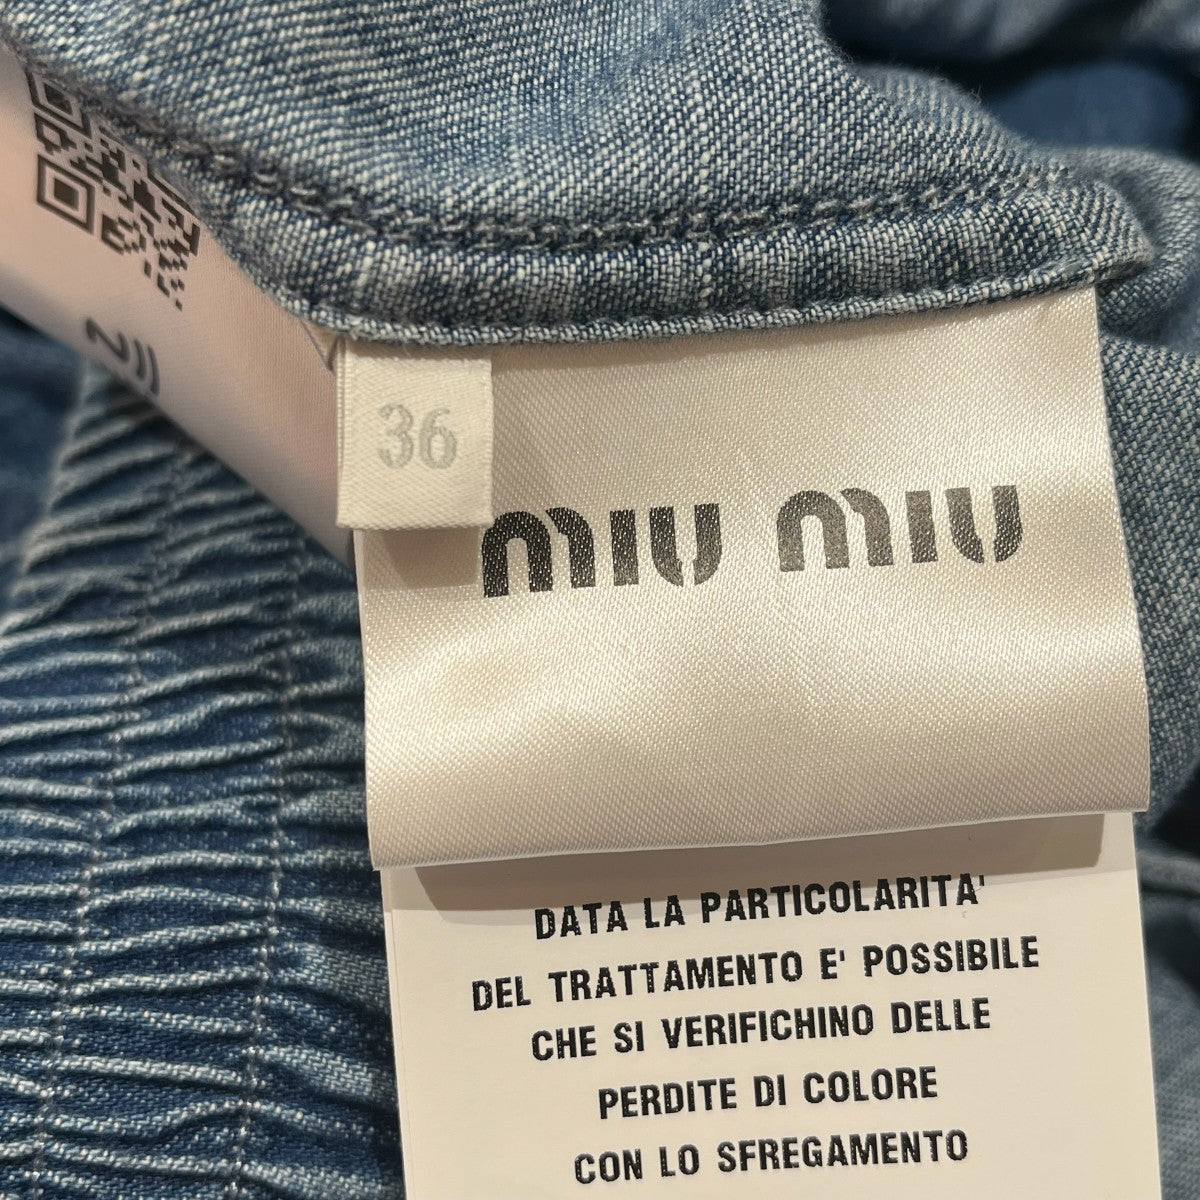 36
MIU MIU
DATA LA PARTICOLARITA'
DEL TRATTAMENTO E' POSSIBILE
CHE SI VERIFICHINO DELLE
PERDITE DI COLORE
CON LO SFREGAMENTO